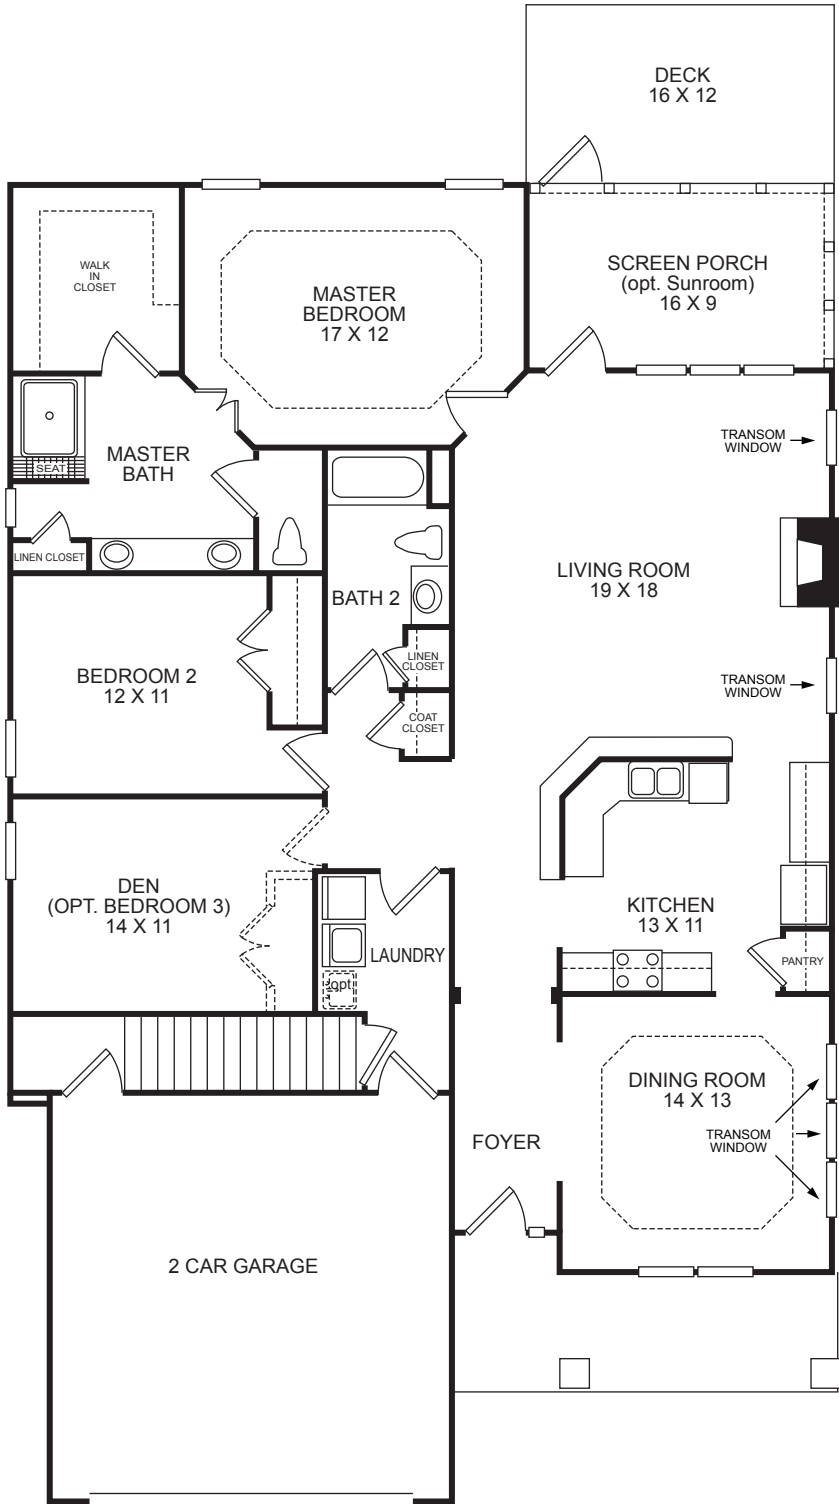 DECK
16 X 12
WALK
IN
CLOSET
MASTER
BEDROOM
17 X 12
SCREEN PORCH
(opt. Sunroom)
16 X 9
TRANSOM
WINDOW
SEAT
MASTER
BATH
LINEN CLOSET
LIVING ROOM
19 X 18
BATH 2
LINEN
CLOSET
BEDROOM 2
12 X 11
TRANSOM
WINDOW
COAT
CLOSET
DEN
(OPT. BEDROOM 3)
14 X 11
KITCHEN
13 X 11
LAUNDRY
PANTRY
opt
DINING ROOM
14 X 13
TRANSOM
WINDOW
FOYER
2 CAR GARAGE